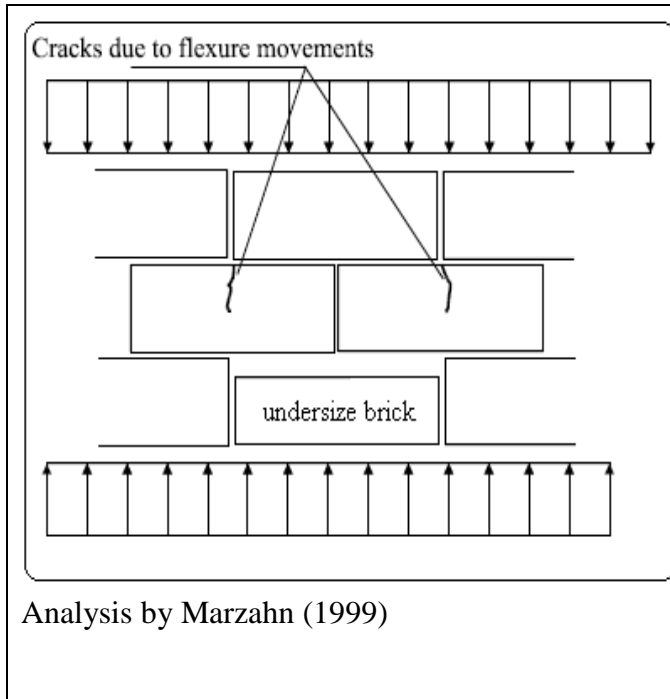 Cracks due to flexure movements
undersize brick
Analysis by Marzahn (1999)